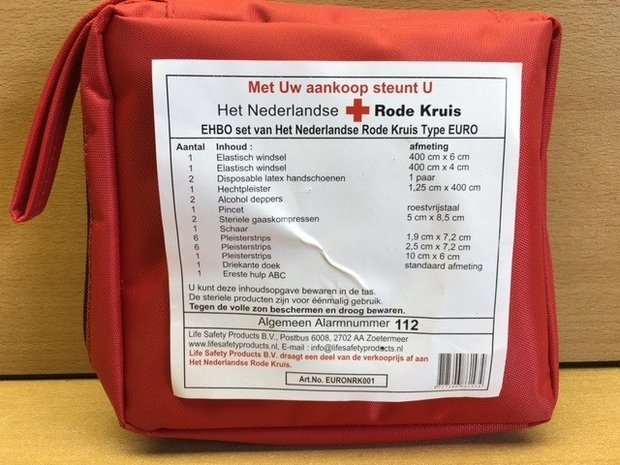 Met Uw aankoop steunt U
Het Nederlandse Rode Kruis
EHBO set van Het Nederlandse Rode Kruis Type EURO
Aantal Inhoud : afmeting
1 Elastisch windsel 400 cm x 6 cm
1 Elastisch windsel 400 cm x 4 cm
2 Disposable latex handschoenen 1 paar
1 Hechtpleister 1,25 cm x 400 cm
2 Alcohol deppers
1 Pincet roestvrijstaal
2 Steriele gaaskompressen 5 cm x 8,5 cm
1 Schaar
6 Pleisterstrips 1,9 cm x 7,2 cm
6 Pleisterstrips 2,5 cm x 7,2 cm
1 Pleisterstrips 10 cm x 6 cm
1 Driekante doek standaard afmeting
1 Ereste hulp ABC
U kunt deze inhoudsopgave bewaren in de tas.
De steriele producten zijn voor éénmalig gebruik.
Tegen de volle zon beschermen en droog bewaren.
Algemeen Alarmnummer 112
Life Safety Products B.V., Postbus 6008, 2702 AA Zoetermeer
www.lifesafetyproducts.nl, E-mail : info@lifesafetyproducts.nl
Life Safety Products B.V. draagt een deel van de verkooprijs af aan
Het Nederlandse Rode Kruis.
Art.No. EURONRK001